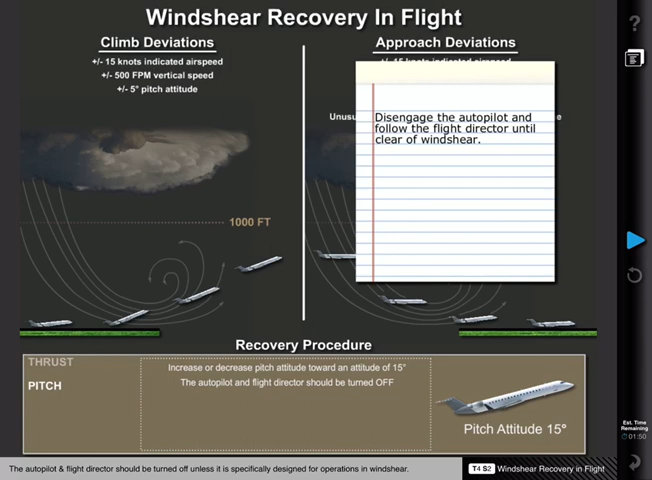 Windshear Recovery In Flight
Climb Deviations
+/- 15 knots indicated airspeed
+/- 500 FPM vertical speed
+/- 5° pitch attitude
Approach Deviations
+/- 15 knots indicated airspeed
Disengage the autopilot and
follow the flight director until
clear of windshear.
1000 FT
Recovery Procedure
THRUST
PITCH
Increase or decrease pitch attitude toward an attitude of 15°
The autopilot and flight director should be turned OFF
Pitch Attitude 15°
?
Est. Time
Remaining
01:50
The autopilot & flight director should be turned off unless it is specifically designed for operations in windshear.
T4 S2 Windshear Recovery in Flight